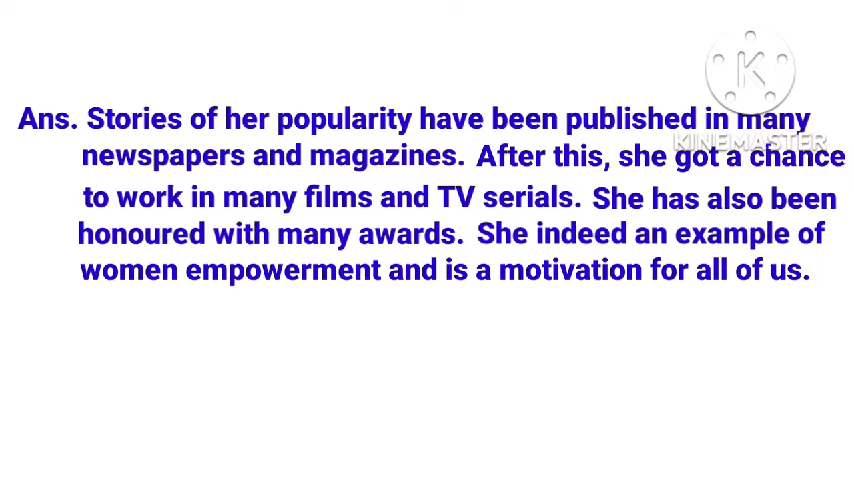 KINEMASTER
Ans. Stories of her popularity have been published in many
newspapers and magazines. After this, she got a chance
to work in many films and TV serials. She has also been
honoured with many awards. She indeed an example of
women empowerment and is a motivation for all of us.